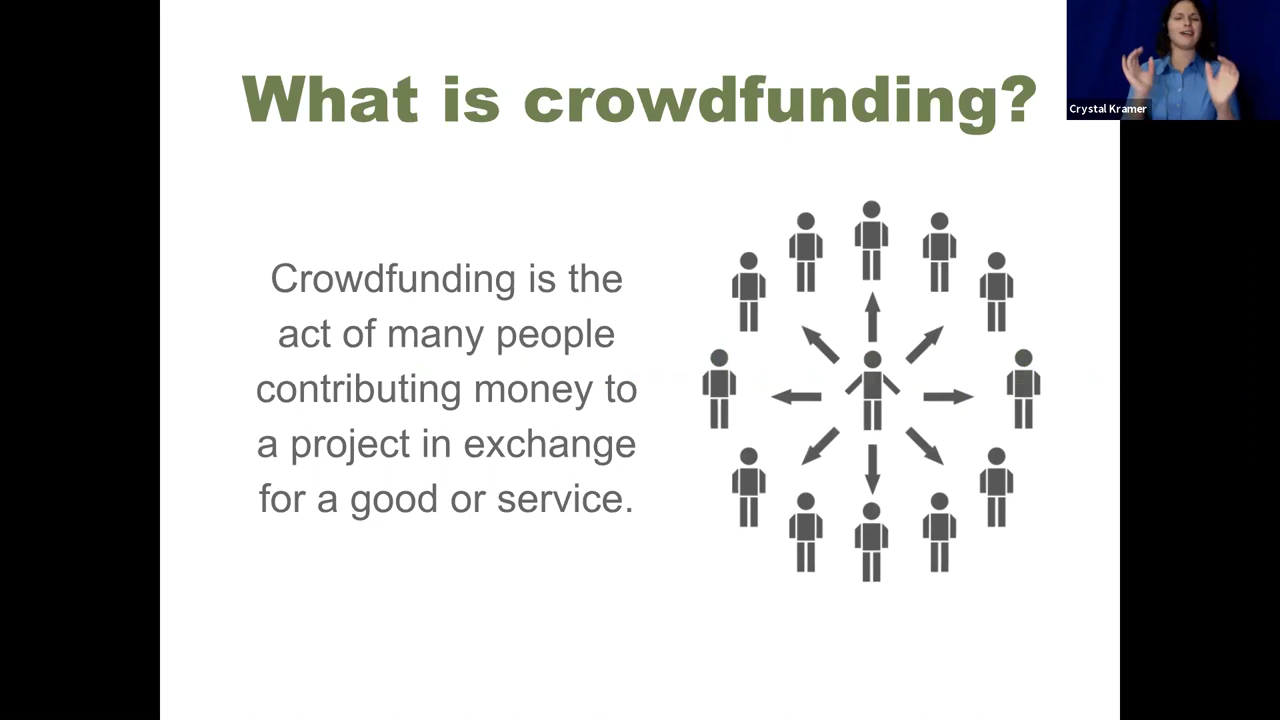 What is crowdfunding?
Crystal Kramer
Crowdfunding is the
act of many people
contributing money to
a project in exchange
for a good or service.